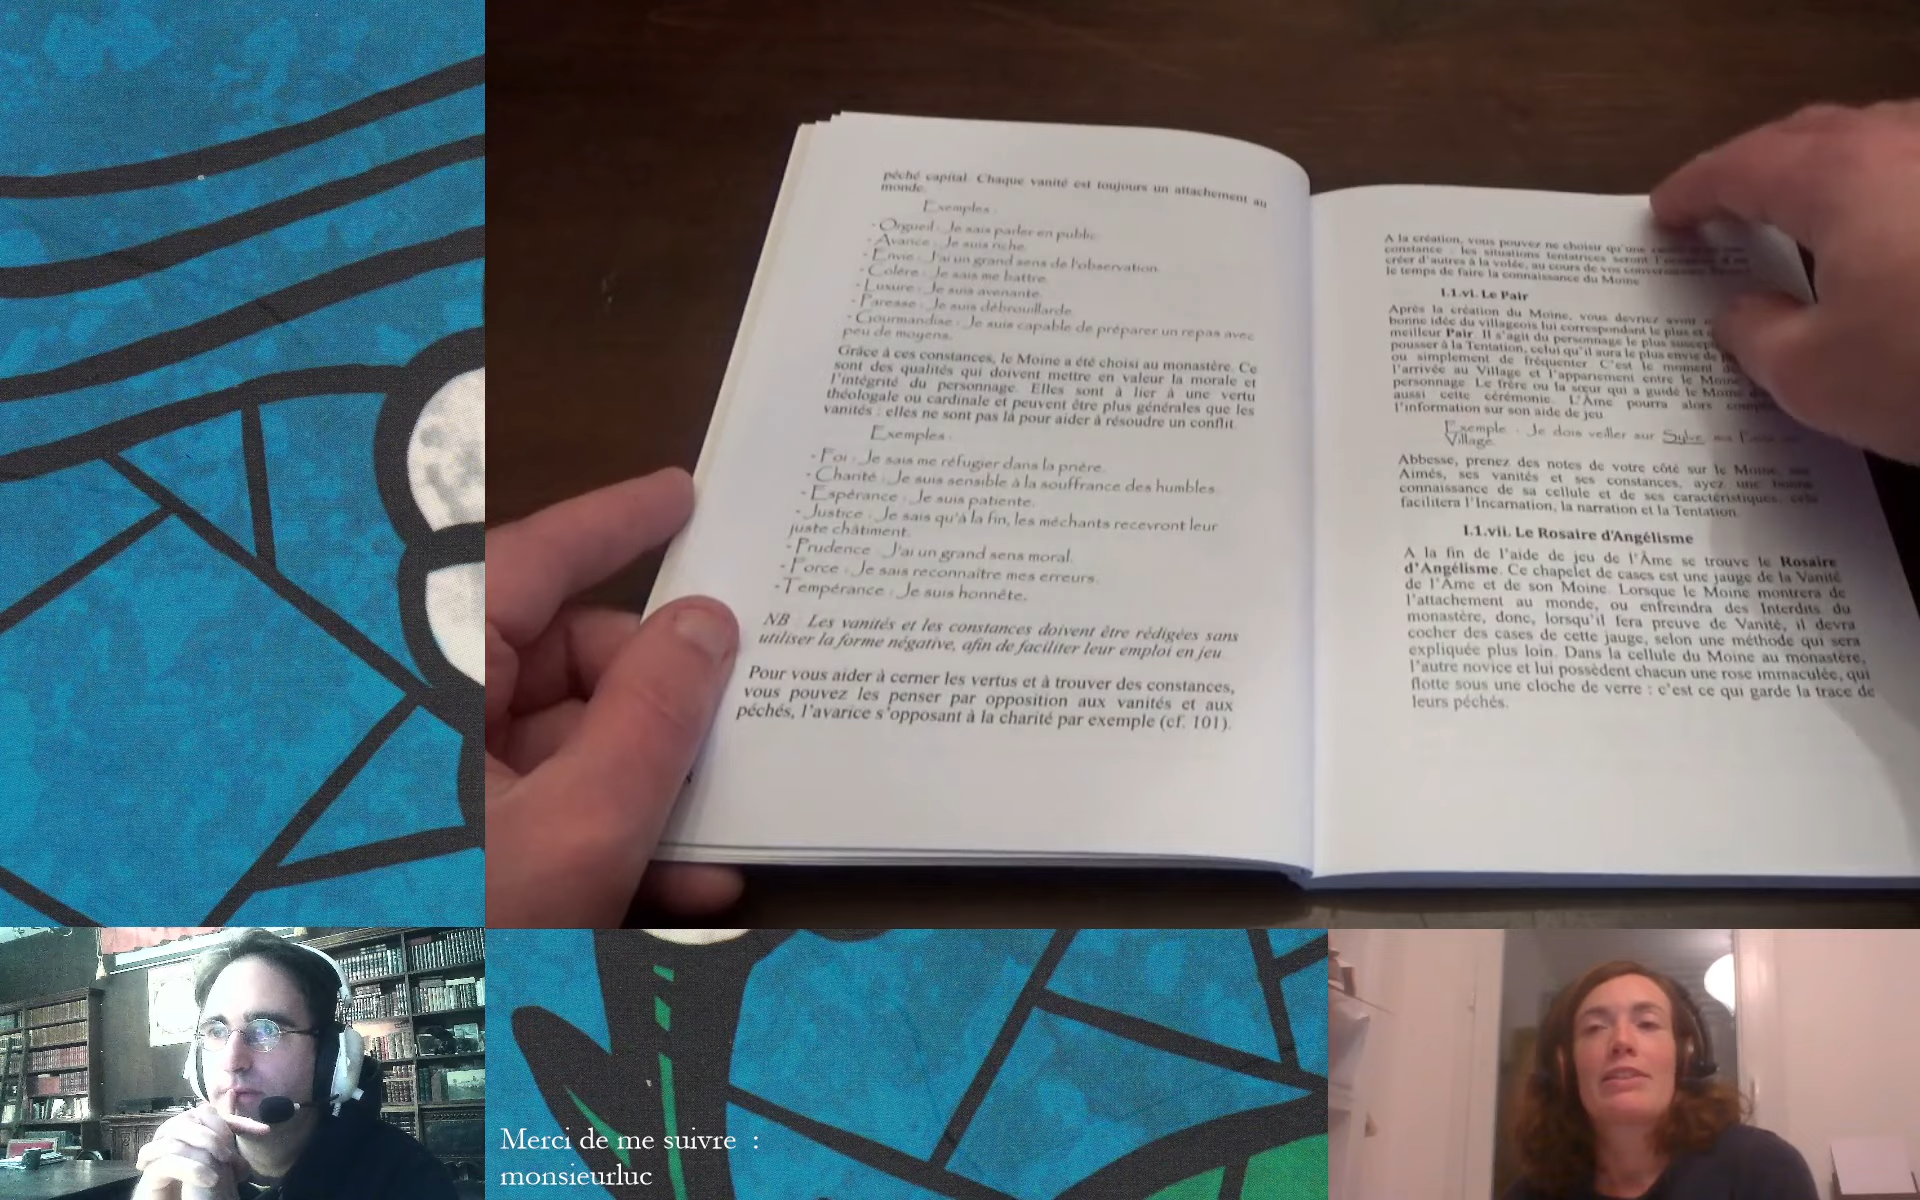 péché capital. Chaque vanité est toujours un attachement au
monde.
Exemples :
- Orgueil : Je sais parler en public.
- Avarice : Je suis riche.
- Envie : J'ai un grand sens de l'observation.
- Colère : Je sais me battre.
- Luxure : Je suis avenante.
- Paresse : Je suis débrouillarde.
- Gourmandise : Je suis capable de préparer un repas avec
peu de moyens.
Grâce à ces constances, le Moine a été choisi au monastère. Ce
sont des qualités qui doivent mettre en valeur la morale et
l'intégrité du personnage. Elles sont à lier à une vertu
théologale ou cardinale et peuvent être plus générales que les
vanités : elles ne sont pas là pour aider à résoudre un conflit.
Exemples :
- Foi : Je sais me réfugier dans la prière.
- Charité : Je suis sensible à la souffrance des humbles.
- Espérance : Je suis patiente.
- Justice : Je sais qu'à la fin, les méchants recevront leur
juste châtiment.
- Prudence : J'ai un grand sens moral.
- Force : Je sais reconnaître mes erreurs.
- Tempérance : Je suis honnête.
NB : Les vanités et les constances doivent être rédigées sans
utiliser la forme négative, afin de faciliter leur emploi en jeu.
Pour vous aider à cerner les vertus et à trouver des constances,
vous pouvez les penser par opposition aux vanités et aux
péchés, l'avarice s'opposant à la charité par exemple (cf. 101).
A la création, vous pouvez ne choisir qu'une
constance : les situations tentatrices seront
créer d'autres à la volée, au cours de vos
le temps de faire la connaissance du Moine.
I.1.vi. Le Pair
Après la création du Moine, vous devriez avoir
bonne idée du villageois lui correspondant le plus et
meilleur Pair. Il s'agit du personnage le plus
pousser à la Tentation, celui qu'il aura le plus envie de
ou simplement de fréquenter. C'est le moment
l'arrivée au Village et l'appariement entre le Moine
personnage. Le frère ou la sœur qui a guidé le Moine
aussi cette cérémonie. L'Âme pourra alors
l'information sur son aide de jeu.
Exemple : Je dois veiller sur Sylve
Village.
Abbesse, prenez des notes de votre côté sur le Moine, ses
Aimés, ses vanités et ses constances, ayez une bonne
connaissance de sa cellule et de ses caractéristiques, cela
facilitera l'Incarnation, la narration et la Tentation.
I.1.vii. Le Rosaire d'Angélisme
A la fin de l'aide de jeu de l'Âme se trouve le Rosaire
d'Angélisme. Ce chapelet de cases est une jauge de la Vanité
de l'Âme et de son Moine. Lorsque le Moine montrera de
l'attachement au monde, ou enfreindra des Interdits du
monastère, donc, lorsqu'il fera preuve de Vanité, il devra
cocher des cases de cette jauge, selon une méthode qui sera
expliquée plus loin. Dans la cellule du Moine au monastère,
l'autre novice et lui possèdent chacun une rose immaculée, qui
flotte sous une cloche de verre : c'est ce qui garde la trace de
leurs péchés.
Merci de me suivre :
monsieurluc